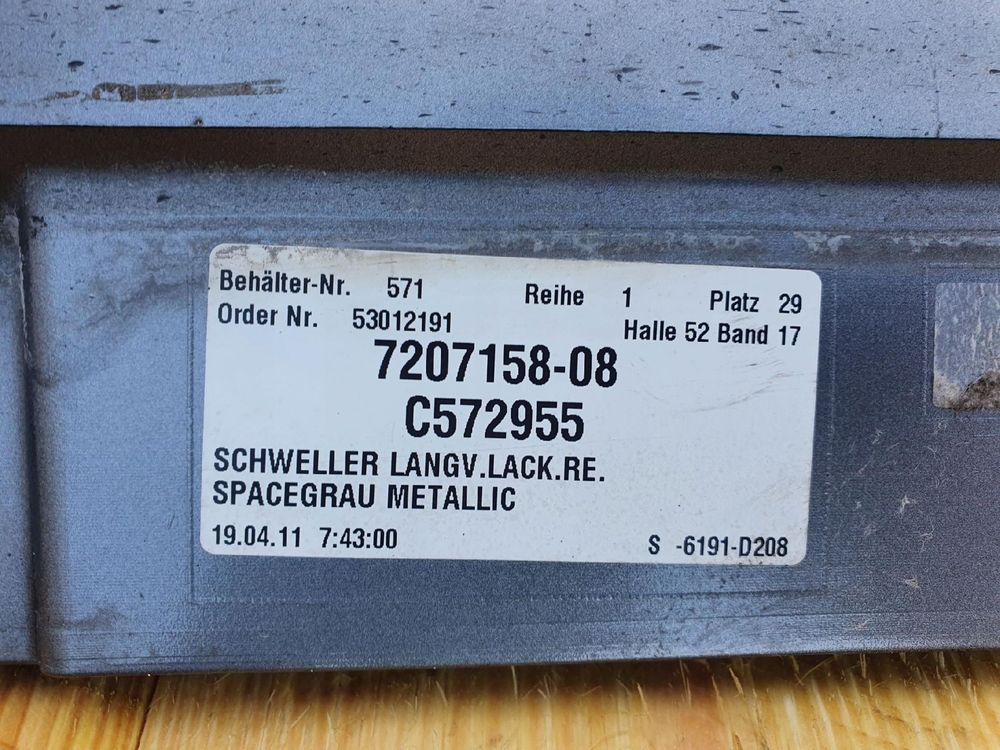 Behälter-Nr. 571 Reihe 1 Platz 29
Order Nr. 53012191 Halle 52 Band 17
7207158-08
C572955
SCHWELLER LANGV.LACK.RE.
SPACEGRAU METALLIC
19.04.11 7:43:00 S -6191-D208